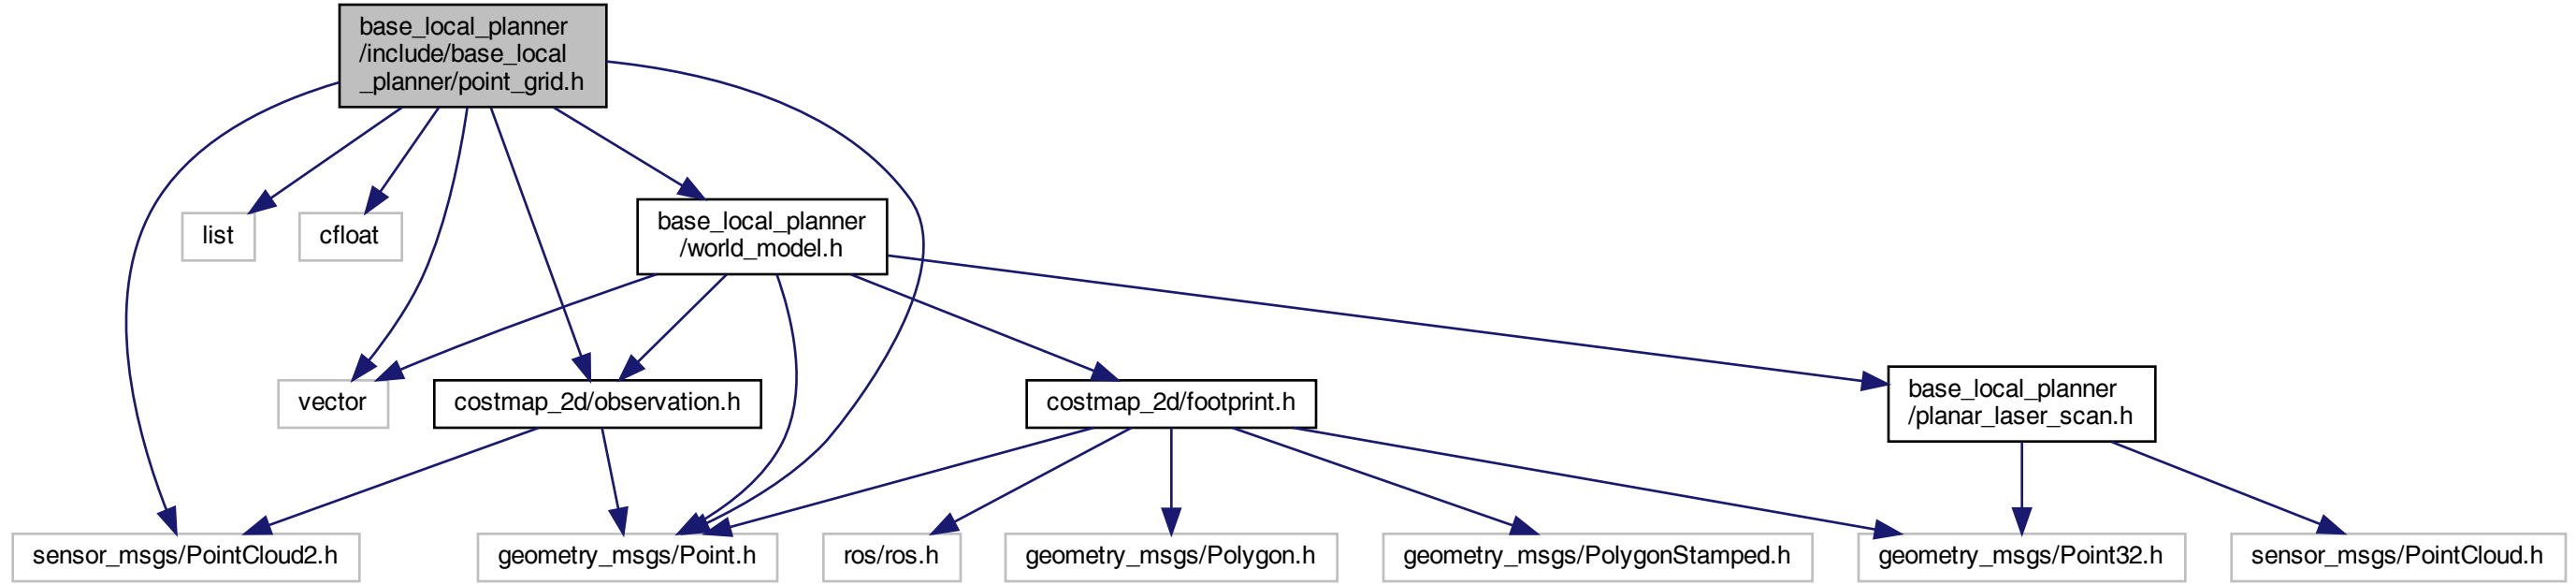 base_local_planner
/include/base_local
_planner/point_grid.h
list
cfloat
base_local_planner
/world_model.h
vector
costmap_2d/observation.h
costmap_2d/footprint.h
base_local_planner
/planar_laser_scan.h
sensor_msgs/PointCloud2.h
geometry_msgs/Point.h
ros/ros.h
geometry_msgs/Polygon.h
geometry_msgs/PolygonStamped.h
geometry_msgs/Point32.h
sensor_msgs/PointCloud.h